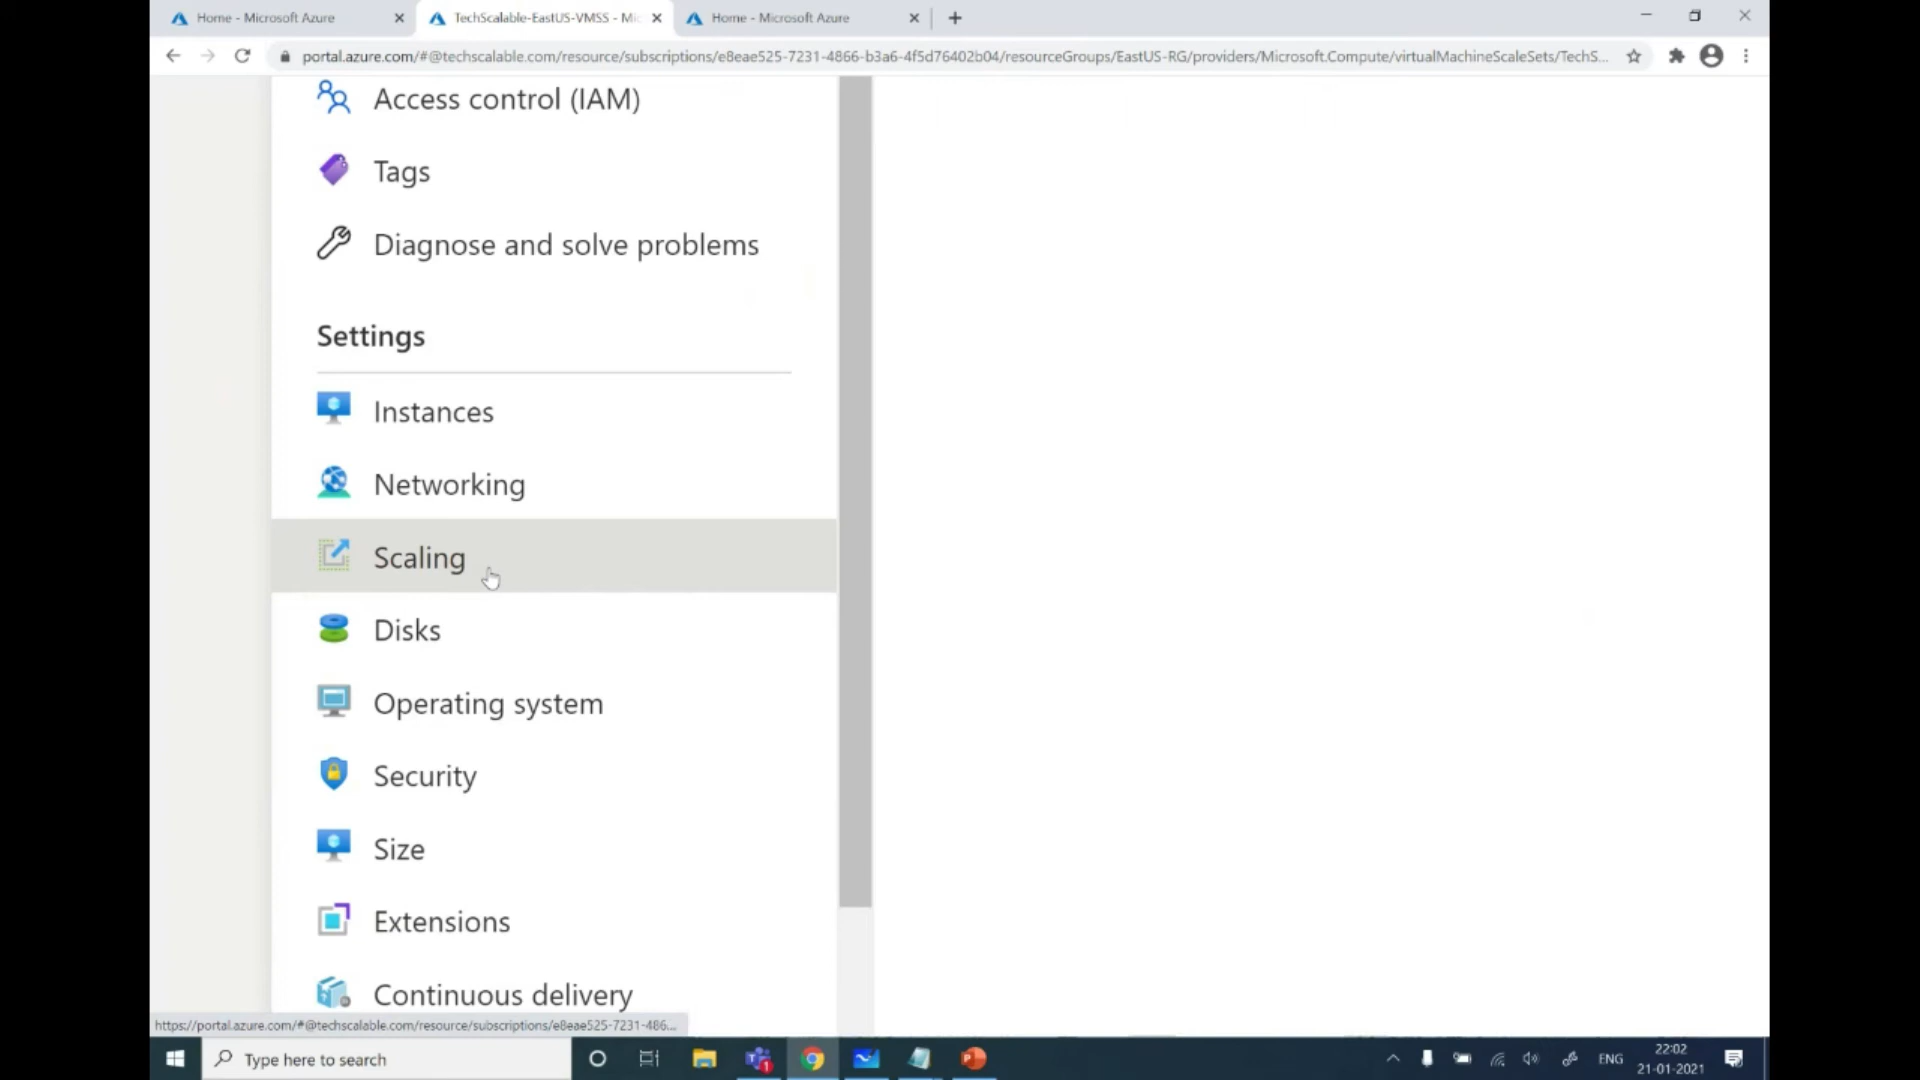 Home - Microsoft Azure
TechScalable-EastUS-VMSS - Mic
Home - Microsoft Azure
portal.azure.com/#@techscalable.com/resource/subscriptions/e8eae525-7231-4866-b3a6-4f5d76402b04/resourceGroups/EastUS-RG/providers/Microsoft.Compute/virtualMachineScaleSets/TechS...
Access control (IAM)
Tags
Diagnose and solve problems
Settings
Instances
Networking
Scaling
Disks
Operating system
Security
Size
Extensions
Continuous delivery
https://portal.azure.com/#@techscalable.com/resource/subscriptions/e8eae525-7231-486...
Type here to search
1
ENG
22:02
21-01-2021